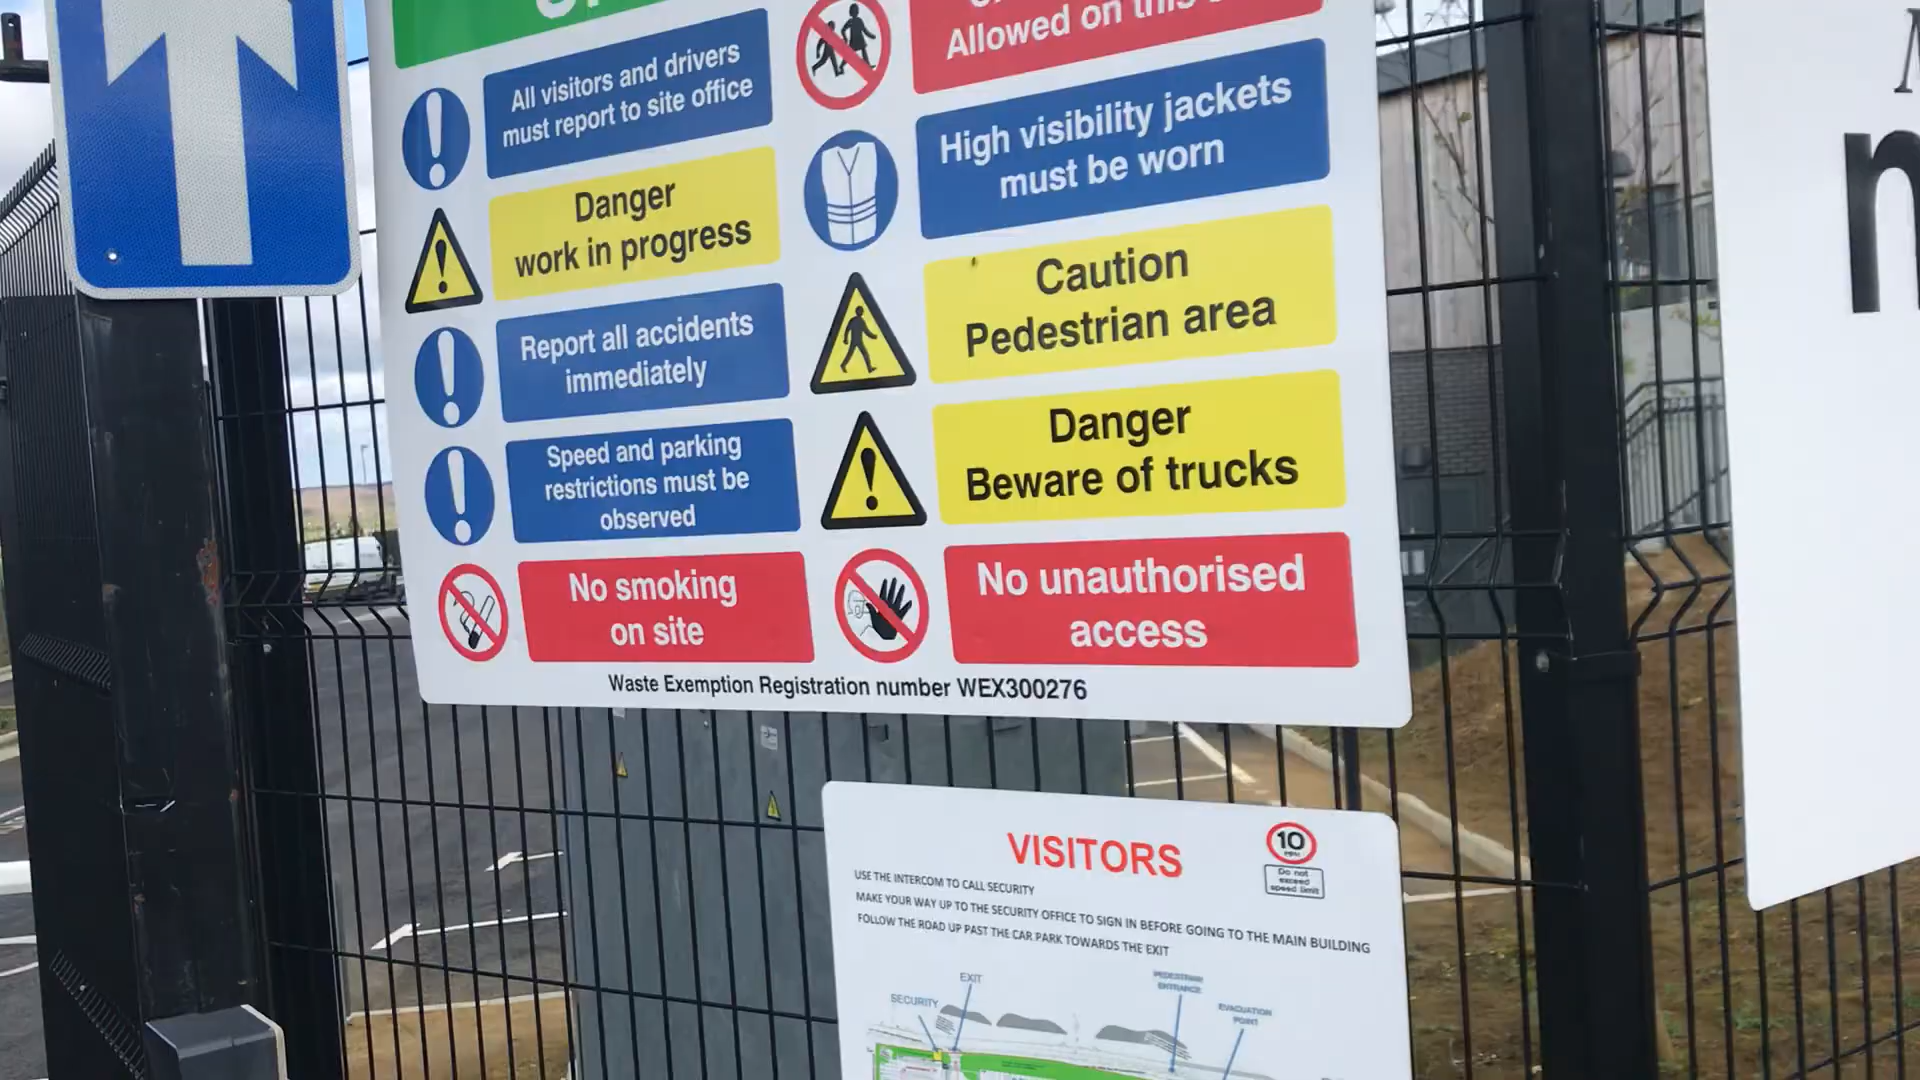 Allowed on this
All visitors and drivers
must report to site office
High visibility jackets
must be worn
Danger
work in progress
Caution
Pedestrian area
Report all accidents
immediately
Danger
Beware of trucks
Speed and parking
restrictions must be
observed
No smoking
on site
No unauthorised
access
Waste Exemption Registration number WEX300276
VISITORS
10
MPH
Do not
exceed
speed limit
USE THE INTERCOM TO CALL SECURITY
MAKE YOUR WAY UP TO THE SECURITY OFFICE TO SIGN IN BEFORE GOING TO THE MAIN BUILDING
FOLLOW THE ROAD UP PAST THE CAR PARK TOWARDS THE EXIT
EXIT
SECURITY
PEDESTRIAN
ENTRANCE
EVACUATION
POINT